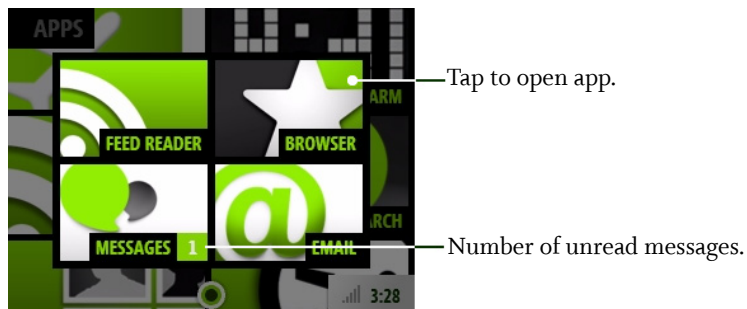 APPS
Tap to open app.
ARM
FEED READER
BROWSER
RCH
MESSAGES 1
EMAIL
Number of unread messages.
3:28